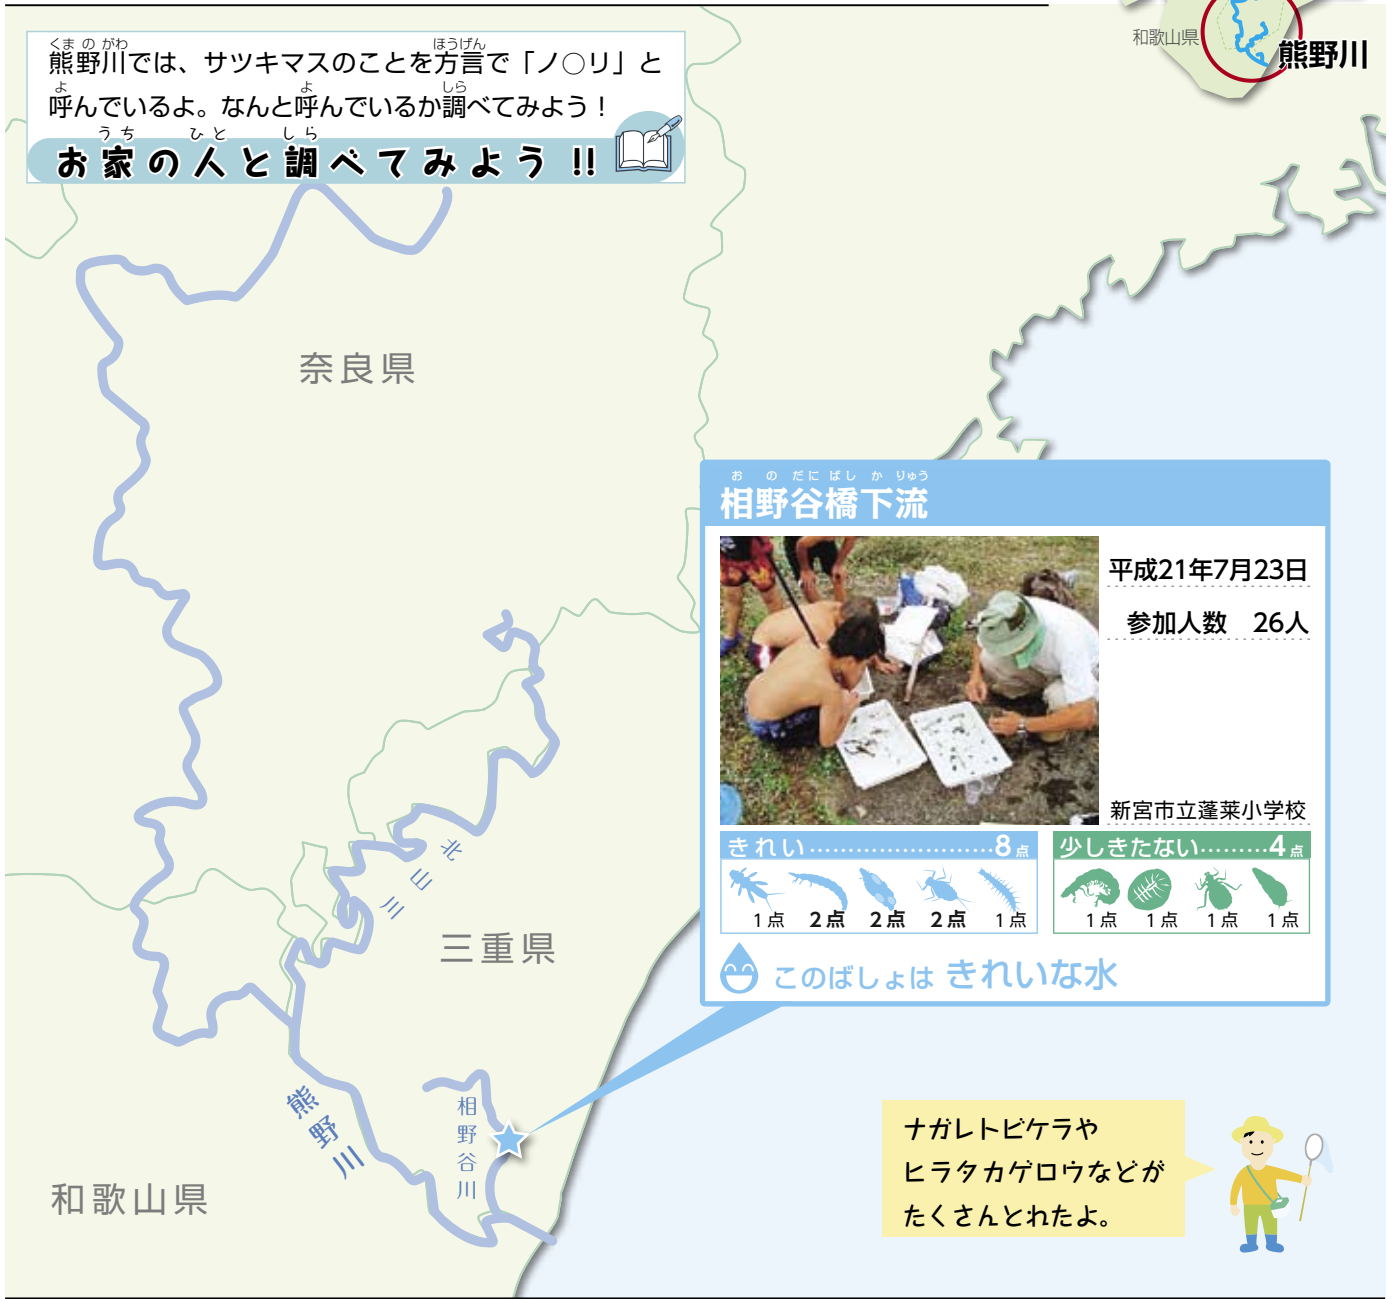 熊野川では、サツキマスのことを方言で「ノ○リ」と
呼んでいるよ。なんと呼んでいるか調べてみよう！
お家の人と調べてみよう!!
和歌山県
熊野川
奈良県
相野谷橋下流
平成21年7月23日
参加人数　26人
新宮市立蓬莱小学校
きれい……………………8点
1点 2点 2点 2点 1点
少しきたない………4点
1点 1点 1点 1点
このばしょは きれいな水
北山川
三重県
熊野川
相野谷川
和歌山県
ナガレトビケラや
ヒラタカゲロウなどが
たくさんとれたよ。